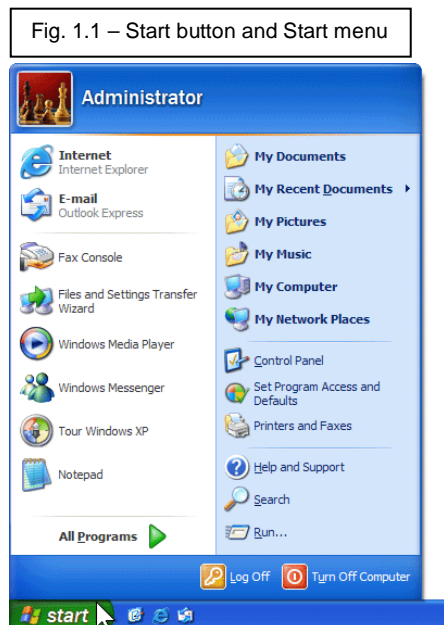 Fig. 1.1 – Start button and Start menu
Administrator
Internet
Internet Explorer
E-mail
Outlook Express
Fax Console
Files and Settings Transfer
Wizard
Windows Media Player
Windows Messenger
Tour Windows XP
Notepad
All Programs
My Documents
My Recent Documents
My Pictures
My Music
My Computer
My Network Places
Control Panel
Set Program Access and
Defaults
Printers and Faxes
Help and Support
Search
Run...
Log Off
Turn Off Computer
start